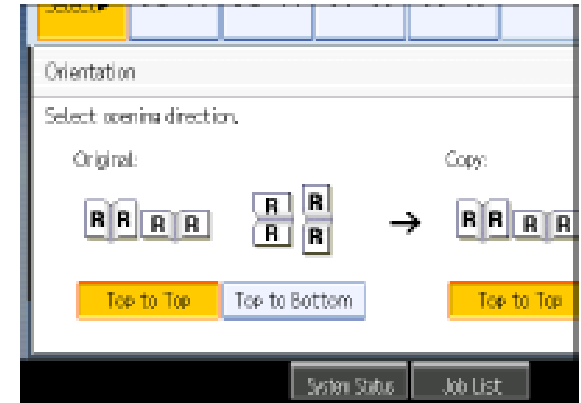 Orientation
Select opening direction.
Original: Copy:
R R R R R R → R R R R
R R
Top to Top Top to Bottom Top to Top
System Status Job List